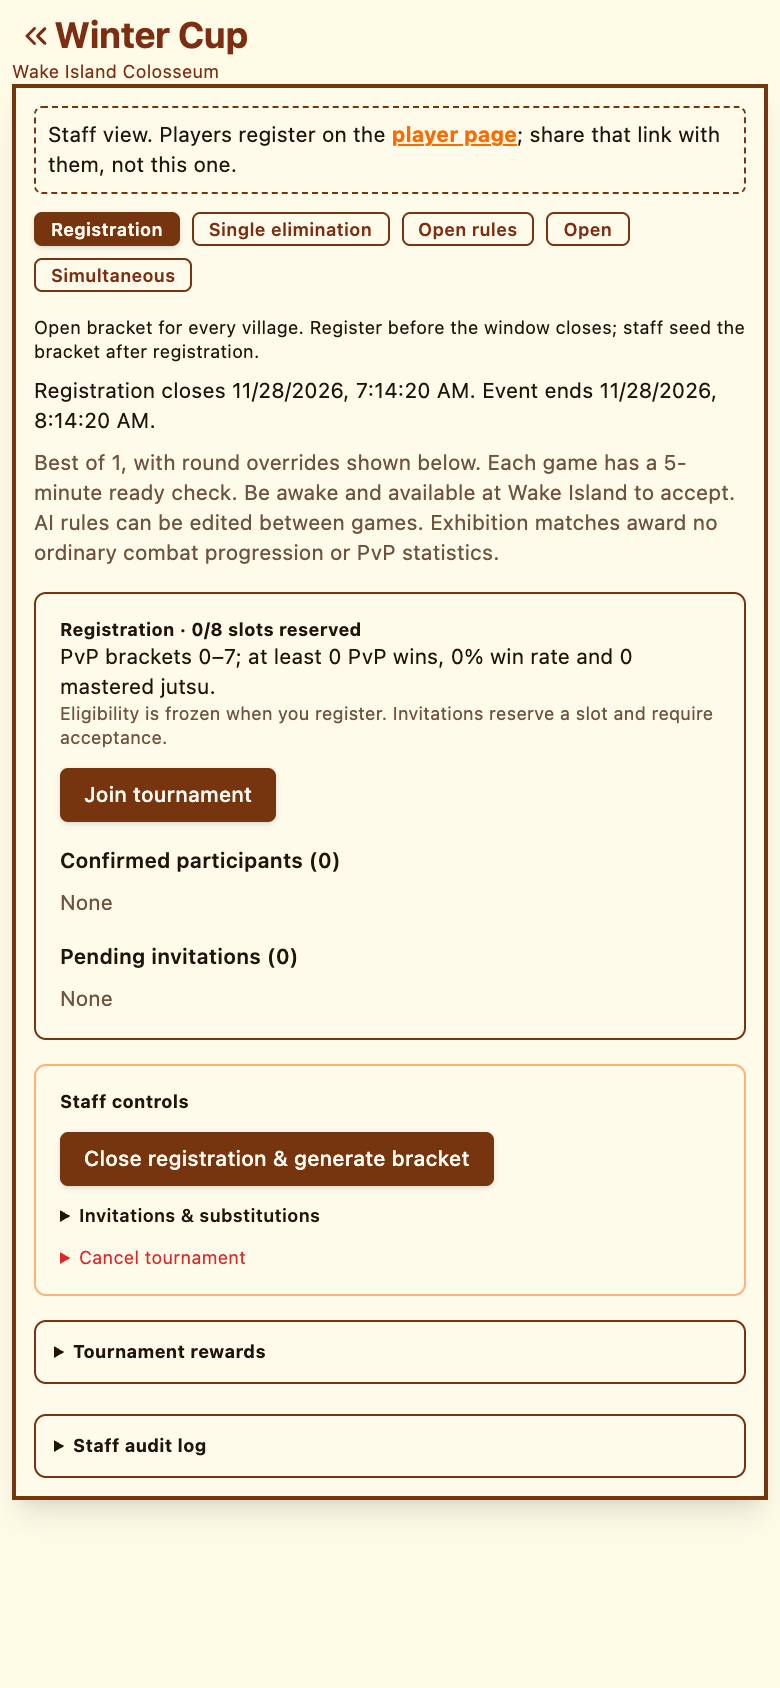 Winter Cup
Wake Island Colosseum
Staff view. Players register on the player page; share that link with
them, not this one.
Registration
Single elimination
Open rules
Open
Simultaneous
Open bracket for every village. Register before the window closes; staff seed the
bracket after registration.
Registration closes 11/28/2026, 7:14:20 AM. Event ends 11/28/2026,
8:14:20 AM.
Best of 1, with round overrides shown below. Each game has a 5-
minute ready check. Be awake and available at Wake Island to accept.
AI rules can be edited between games. Exhibition matches award no
ordinary combat progression or PvP statistics.
Registration · 0/8 slots reserved
PvP brackets 0–7; at least 0 PvP wins, 0% win rate and 0
mastered jutsu.
Eligibility is frozen when you register. Invitations reserve a slot and require
acceptance.
Join tournament
Confirmed participants (0)
None
Pending invitations (0)
None
Staff controls
Close registration & generate bracket
Invitations & substitutions
Cancel tournament
Tournament rewards
Staff audit log